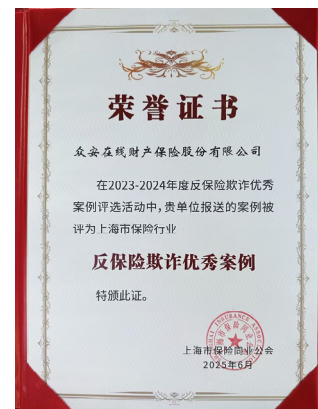 荣誉证书
众安在线财产保险股份有限公司
在2023-2024年度反保险欺诈优秀
案例评选活动中，贵单位报送的案例被
评为上海市保险行业
反保险欺诈优秀案例
特颁此证。
上海市保险同业公会
2025年6月